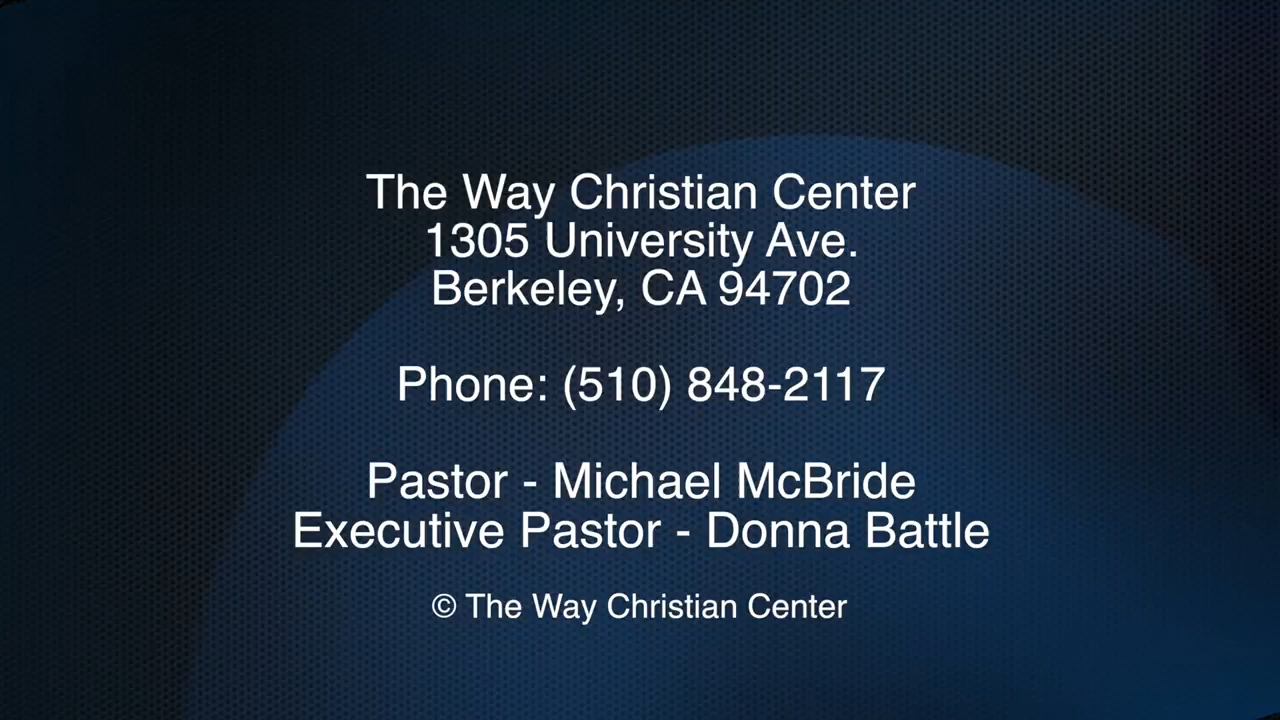 The Way Christian Center
1305 University Ave.
Berkeley, CA 94702
Phone: (510) 848-2117
Pastor - Michael McBride
Executive Pastor - Donna Battle
© The Way Christian Center